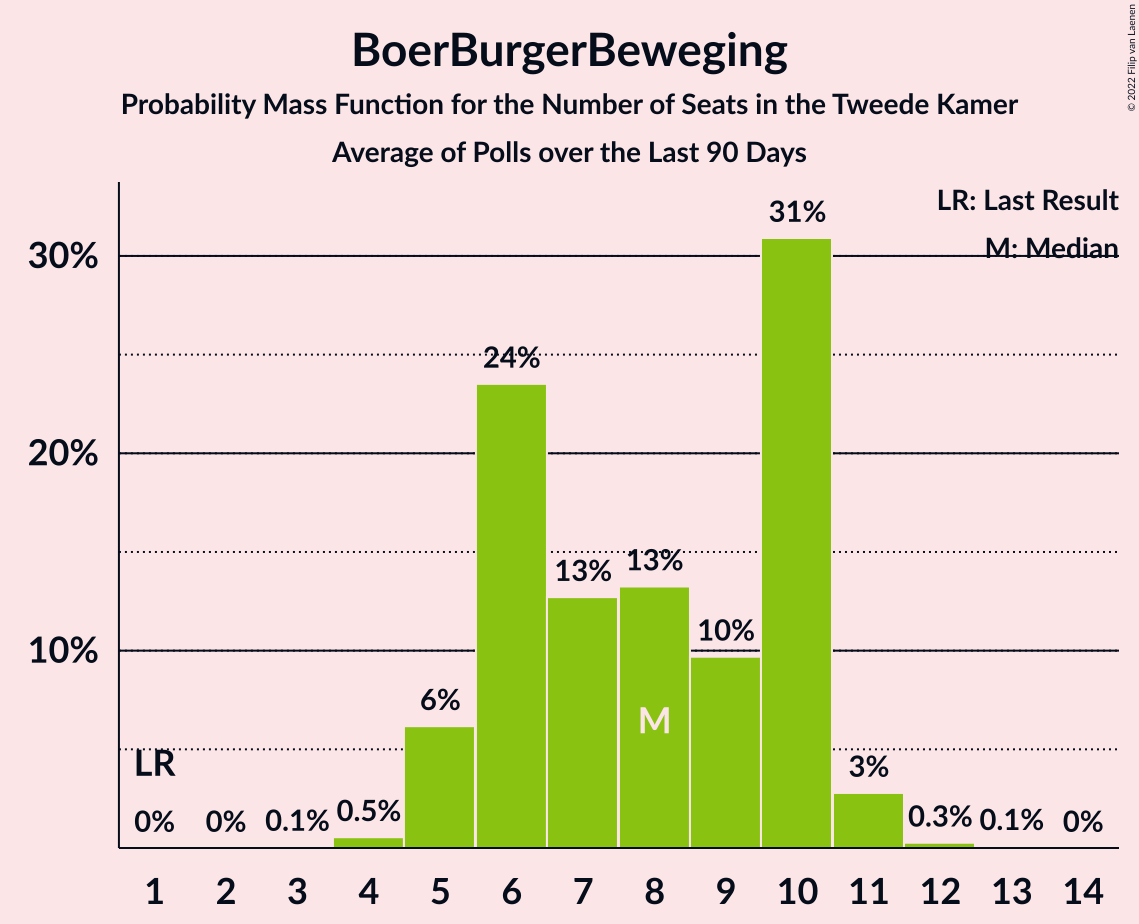 BoerBurgerBeweging
Probability Mass Function for the Number of Seats in the Tweede Kamer
Average of Polls over the Last 90 Days
© 2022 Filip van Laenen
LR: Last Result
M: Median
30%
20%
10%
LR
M
0% 0% 0.1% 0.5% 6% 24% 13% 13% 10% 31% 3% 0.3% 0.1% 0%
1 2 3 4 5 6 7 8 9 10 11 12 13 14